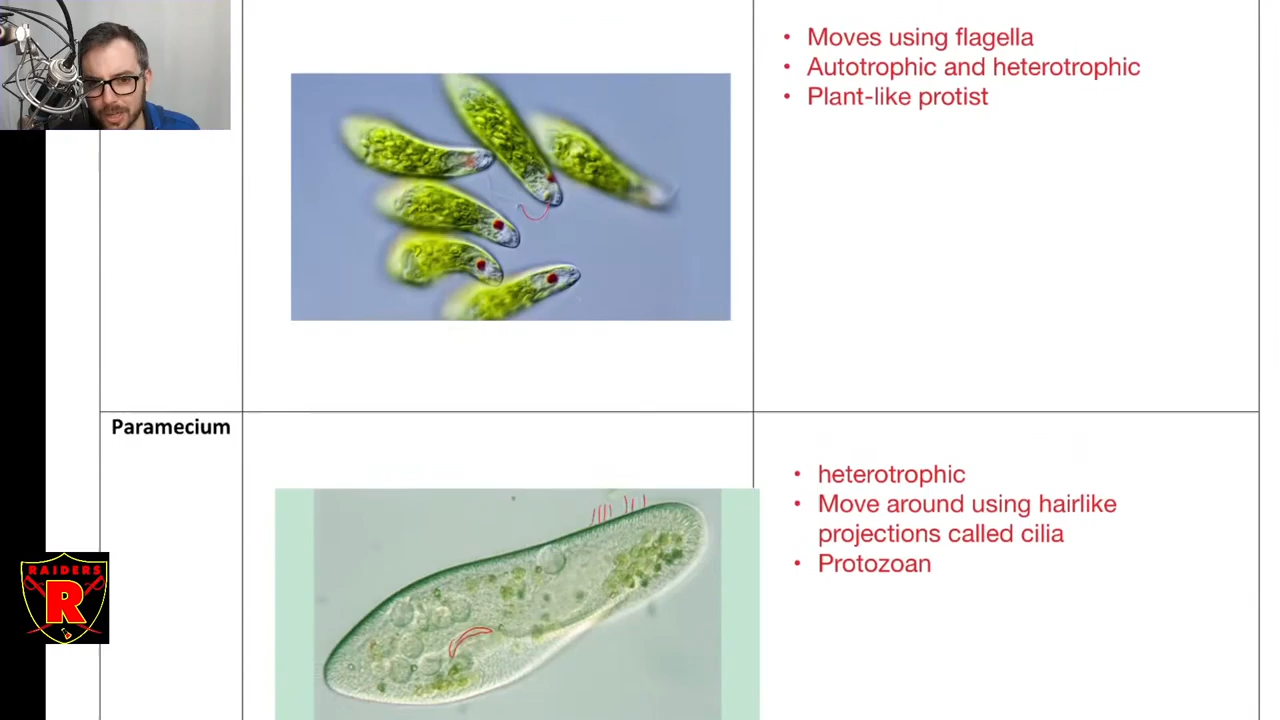 • Moves using flagella
• Autotrophic and heterotrophic
• Plant-like protist
Paramecium
• heterotrophic
• Move around using hairlike
projections called cilia
• Protozoan
RAIDERS
R